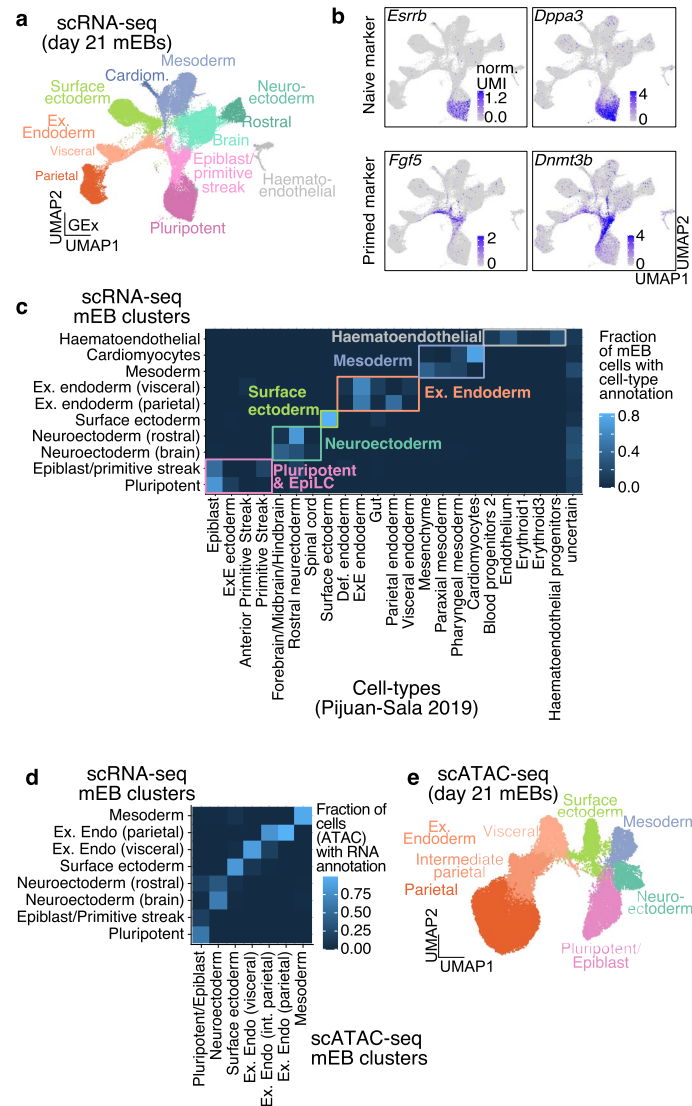 a
scRNA-seq
(day 21 mEBs)
Mesoderm
Cardiom.
Surface
ectoderm
Neuro-
ectoderm
Ex.
Endoderm
Rostral
Brain
Visceral
Epiblast/
primitive
streak
Parietal
Haemato-
endothelial
Pluripotent
UMAP2
GEx
UMAP1
b
Naive marker
Esrrb
norm.
UMI
1.2
0.0
Dppa3
4
0
Primed marker
Fgf5
2
0
Dnmt3b
4
0
UMAP2
UMAP1
c
scRNA-seq
mEB clusters
Haematoendothelial
Cardiomyocytes
Mesoderm
Ex. endoderm (visceral)
Ex. endoderm (parietal)
Surface ectoderm
Neuroectoderm (rostral)
Neuroectoderm (brain)
Epiblast/primitive streak
Pluripotent
Haematoendothelial
Mesoderm
Surface
ectoderm
Ex. Endoderm
Neuroectoderm
Pluripotent
& EpiLC
Fraction
of mEB
cells with
cell-type
annotation
0.8
0.4
0.0
Epiblast
ExE ectoderm
Anterior Primitive Streak
Primitive Streak
Forebrain/Midbrain/Hindbrain
Rostral neurectoderm
Spinal cord
Surface ectoderm
Def. endoderm
ExE endoderm
Gut
Parietal endoderm
Visceral endoderm
Mesenchyme
Paraxial mesoderm
Pharyngeal mesoderm
Cardiomyocytes
Blood progenitors 2
Endothelium
Erythroid1
Erythroid3
Haematoendothelial progenitors
uncertain
Cell-types
(Pijuan-Sala 2019)
d
scRNA-seq
mEB clusters
Mesoderm
Ex. Endo (parietal)
Ex. Endo (visceral)
Surface ectoderm
Neuroectoderm (rostral)
Neuroectoderm (brain)
Epiblast/Primitive streak
Pluripotent
Fraction of
cells
(ATAC)
with RNA
annotation
0.75
0.50
0.25
0.00
Pluripotent/Epiblast
Neuroectoderm
Surface ectoderm
Ex. Endo (visceral)
Ex. Endo (int. parietal)
Ex. Endo (parietal)
Mesoderm
scATAC-seq
mEB clusters
e
scATAC-seq
(day 21 mEBs)
Surface
ectoderm
Mesoderm
Ex.
Endoderm
Visceral
Intermediate
parietal
Parietal
Neuro-
ectoderm
Pluripotent/
Epiblast
UMAP2
UMAP1